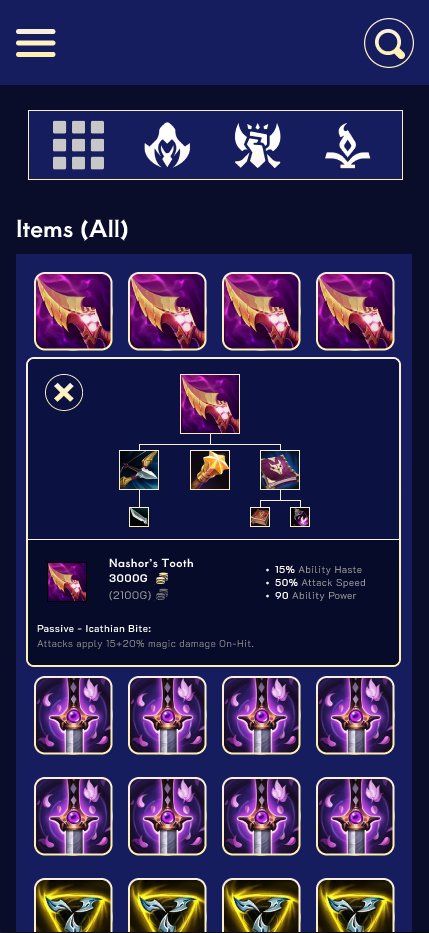 Items (All)
Nashor's Tooth
3000G
(2100G)
• 15% Ability Haste
• 50% Attack Speed
• 90 Ability Power
Passive - Icathian Bite:
Attacks apply 15+20% magic damage On-Hit.